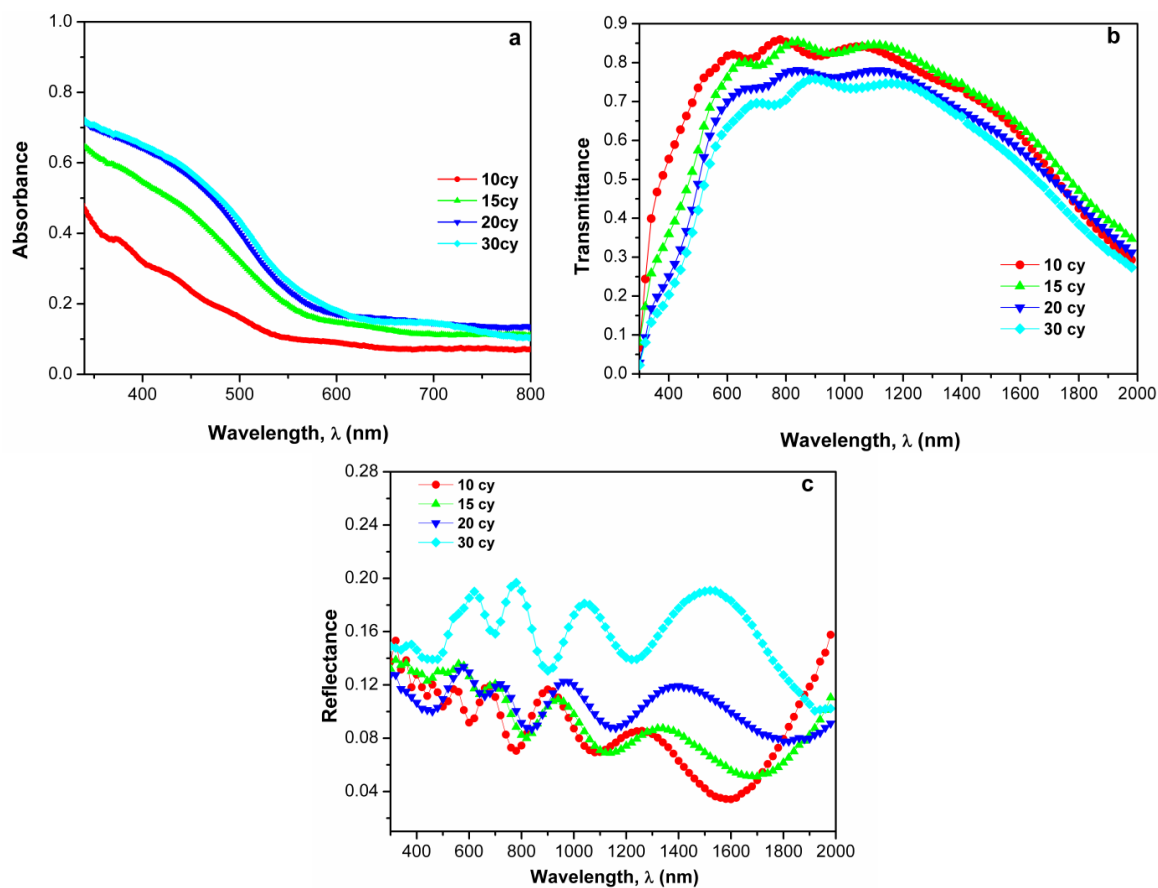 a
1.0
0.8
0.6
0.4
0.2
0.0
Absorbance
10cy
15cy
20cy
30cy
400 500 600 700 800
Wavelength, λ (nm)
b
0.9
0.8
0.7
0.6
0.5
0.4
0.3
0.2
0.1
0.0
Transmittance
10 cy
15 cy
20 cy
30 cy
400 600 800 1000 1200 1400 1600 1800 2000
Wavelength, λ (nm)
c
0.28
0.24
0.20
0.16
0.12
0.08
0.04
Reflectance
10 cy
15 cy
20 cy
30 cy
400 600 800 1000 1200 1400 1600 1800 2000
Wavelength, λ (nm)